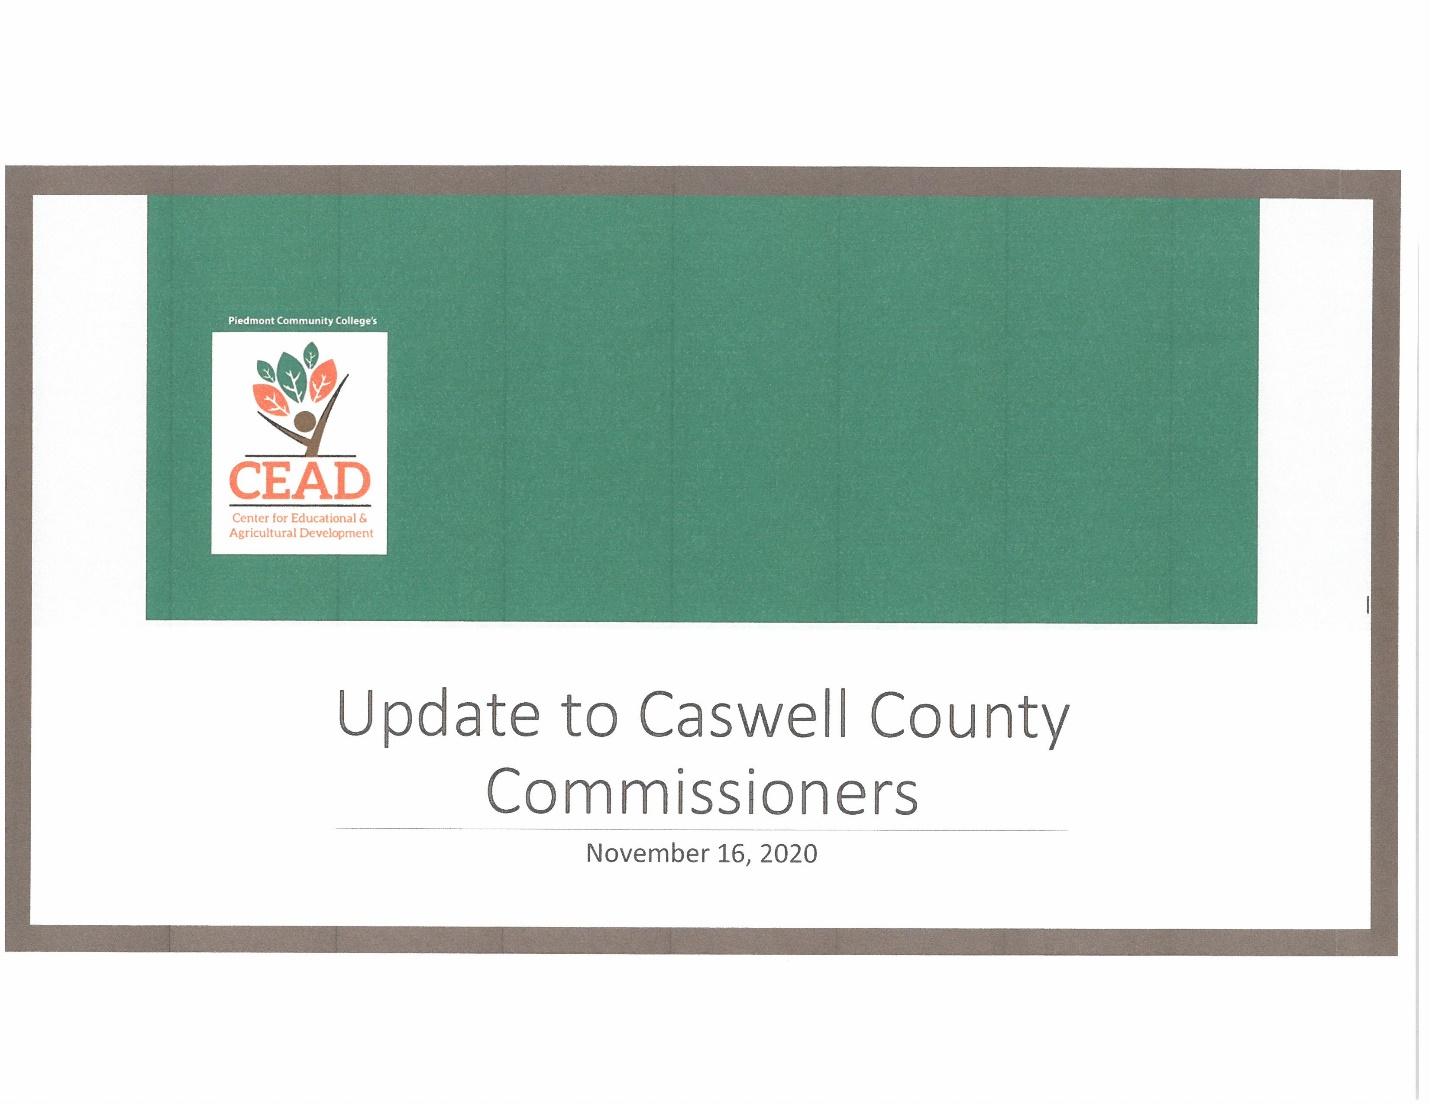 Piedmont Community College's
CEAD
Center for Educational &
Agricultural Development
Update to Caswell County
Commissioners
November 16, 2020